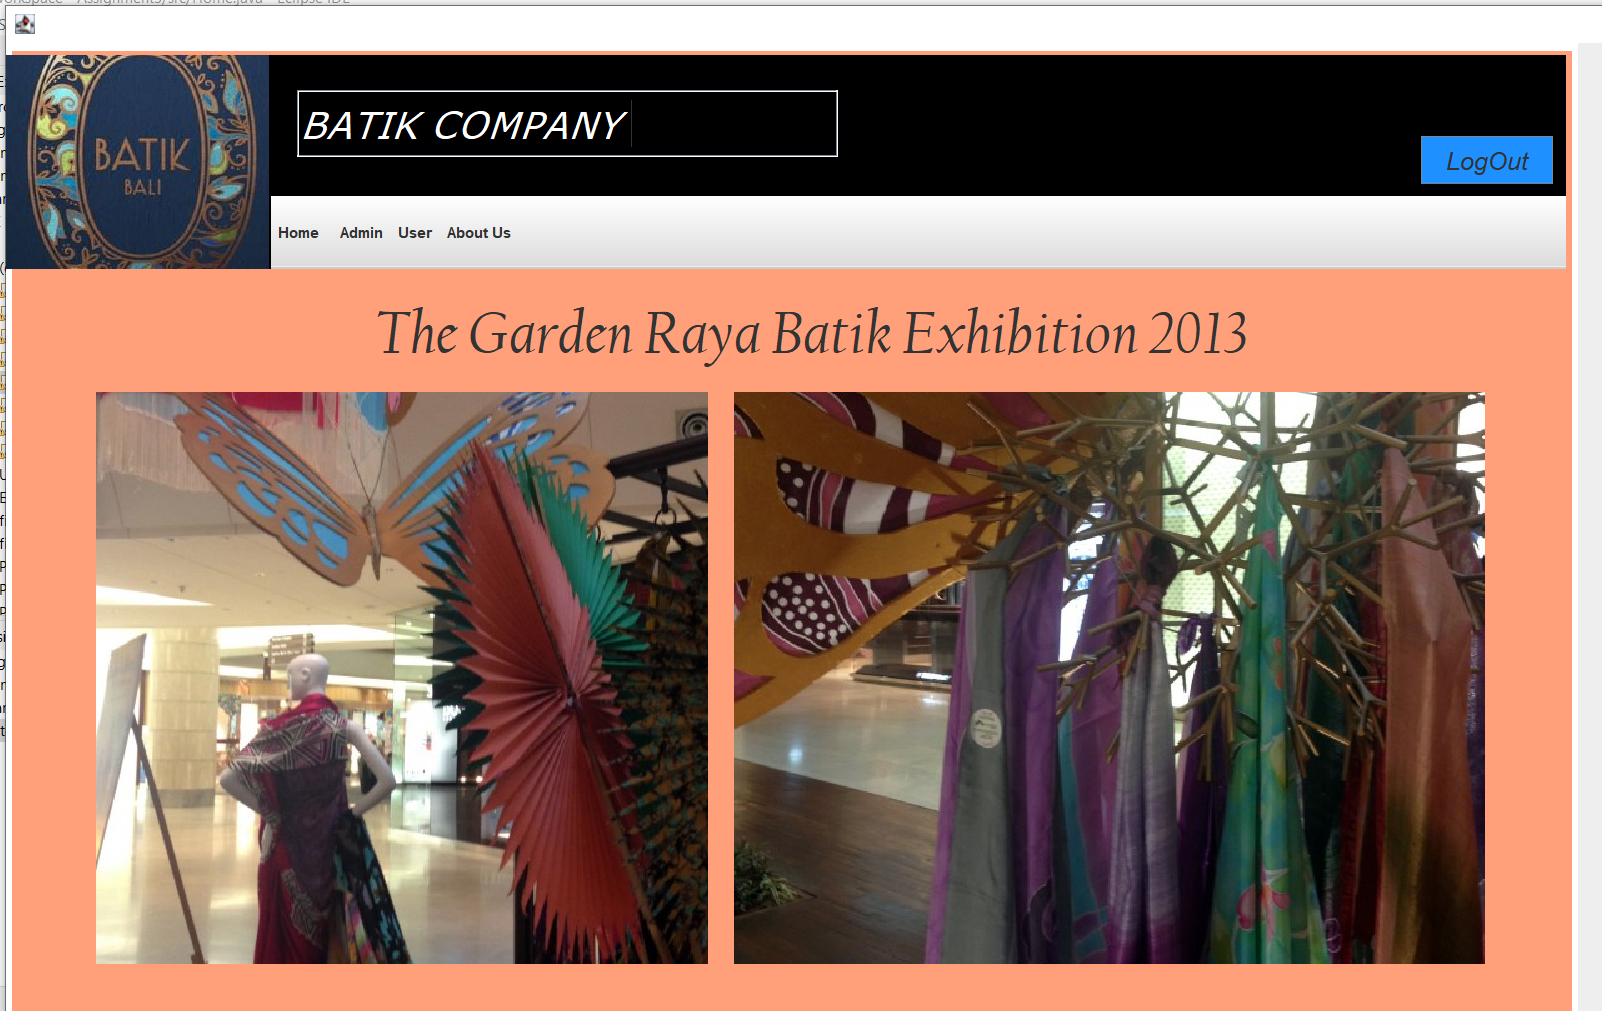 BATIK
BALI
BATIK COMPANY
LogOut
Home Admin User About Us
The Garden Raya Batik Exhibition 2013